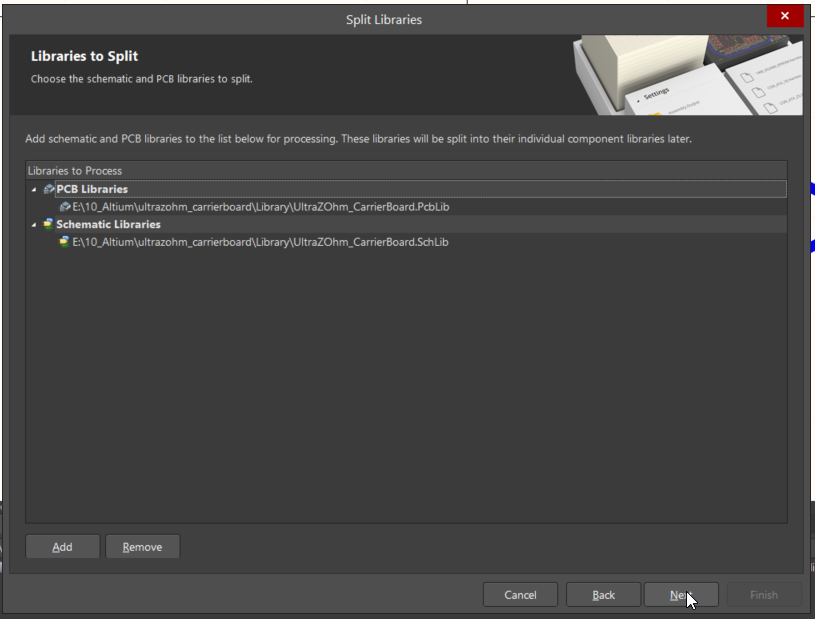 Split Libraries
Libraries to Split
Choose the schematic and PCB libraries to split.
Settings
Add schematic and PCB libraries to the list below for processing. These libraries will be split into their individual component libraries later.
Libraries to Process
PCB Libraries
E:\10_Altium\ultrazohm_carrierboard\Library\UltraZOhm_CarrierBoard.PcbLib
Schematic Libraries
E:\10_Altium\ultrazohm_carrierboard\Library\UltraZOhm_CarrierBoard.SchLib
Add Remove
Cancel Back Next Finish